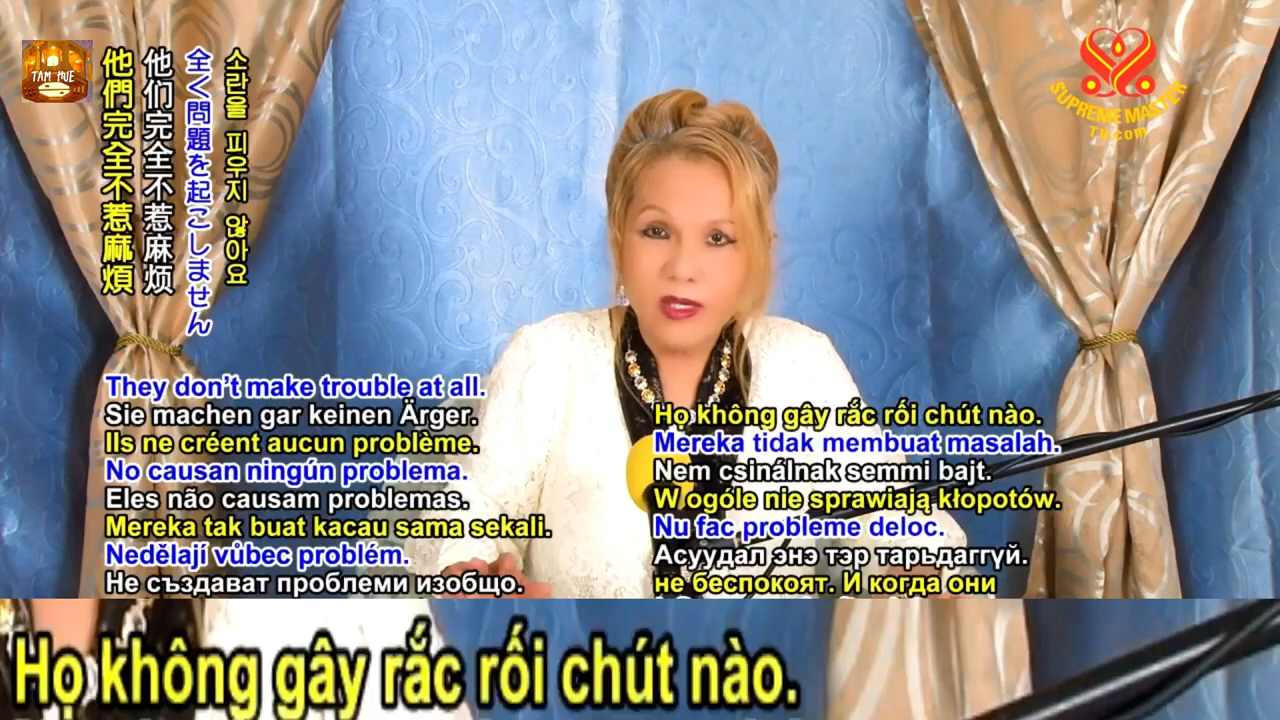 TAM HUE
他們完全不惹麻煩
他们完全不惹麻烦
全く問題を起こしません
소란을 피우지 않아요
SUPREME MASTER
TV.com
They don't make trouble at all.
Sie machen gar keinen Ärger.
Ils ne créent aucun problème.
No causan ningún problema.
Eles não causam problemas.
Mereka tak buat kacau sama sekali.
Nedělají vůbec problém.
Не създават проблеми изобщо.
Họ không gây rắc rối chút nào.
Mereka tidak membuat masalah.
Nem csinálnak semmi bajt.
W ogóle nie sprawiają kłopotów.
Nu fac probleme deloc.
Асуудал энэ тэр тарьдаггүй.
не беспокоят. И когда они
Họ không gây rắc rối chút nào.